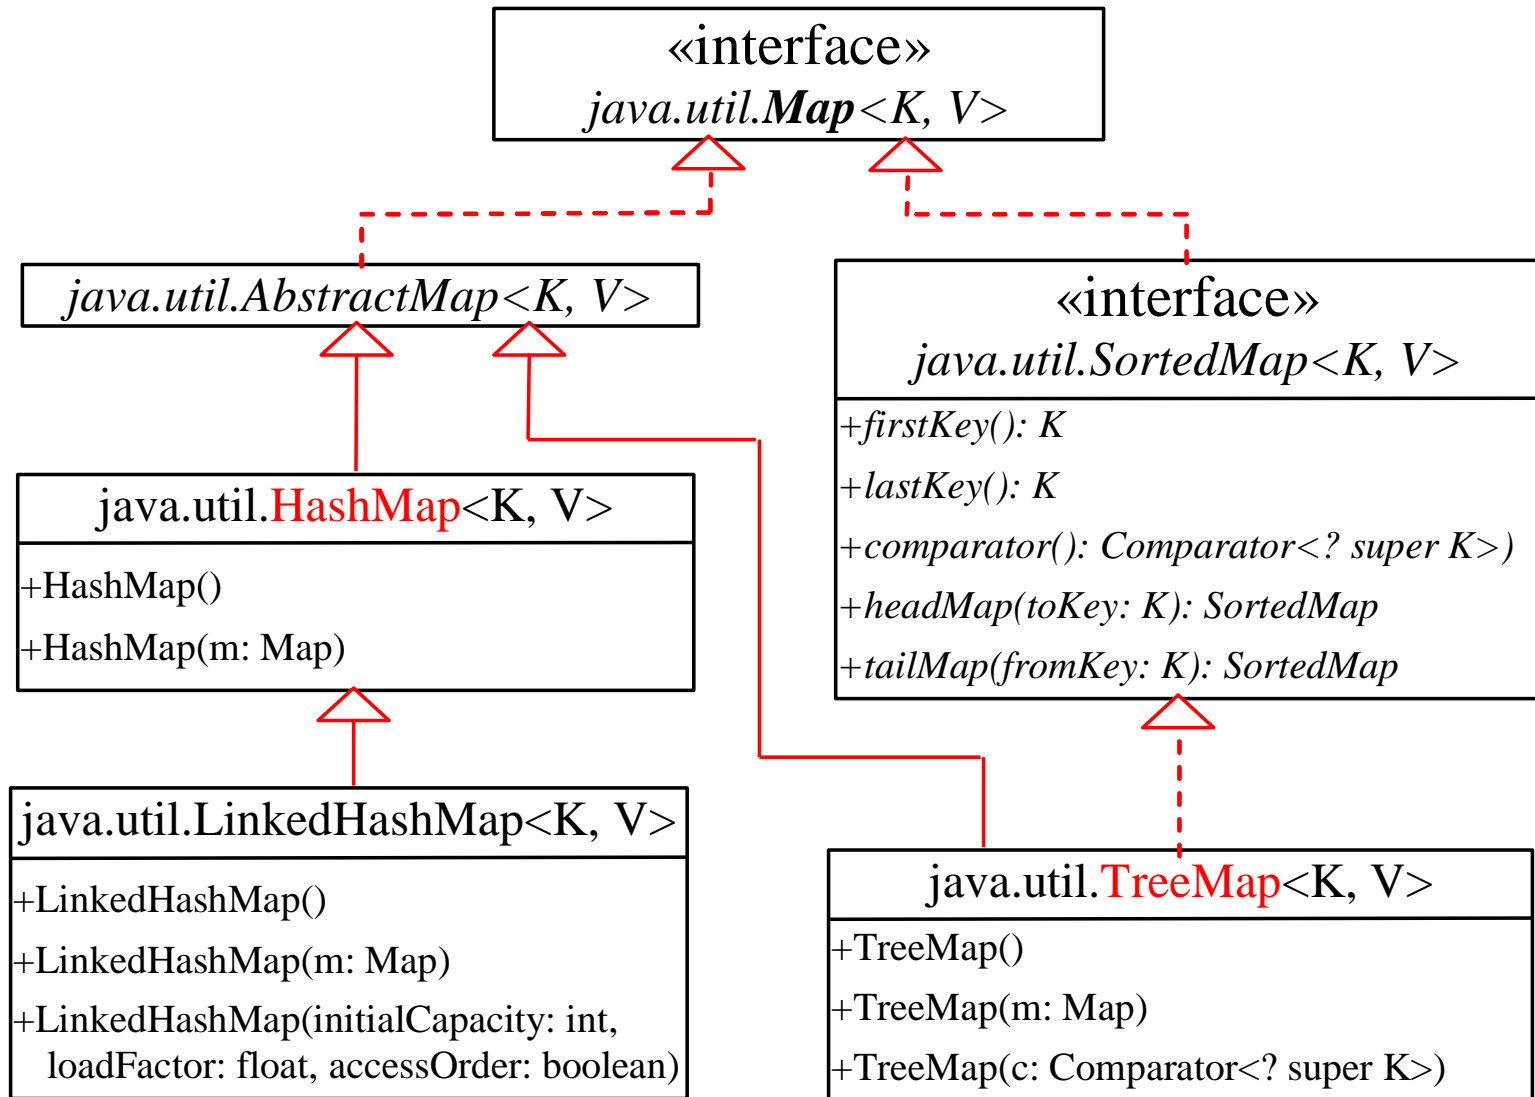 «interface»
java.util.Map<K, V>
java.util.AbstractMap<K, V>
«interface»
java.util.SortedMap<K, V>
+firstKey(): K
+lastKey(): K
+comparator(): Comparator<? super K>)
+headMap(toKey: K): SortedMap
+tailMap(fromKey: K): SortedMap
java.util.HashMap<K, V>
+HashMap()
+HashMap(m: Map)
java.util.LinkedHashMap<K, V>
+LinkedHashMap()
+LinkedHashMap(m: Map)
+LinkedHashMap(initialCapacity: int,
loadFactor: float, accessOrder: boolean)
java.util.TreeMap<K, V>
+TreeMap()
+TreeMap(m: Map)
+TreeMap(c: Comparator<? super K>)